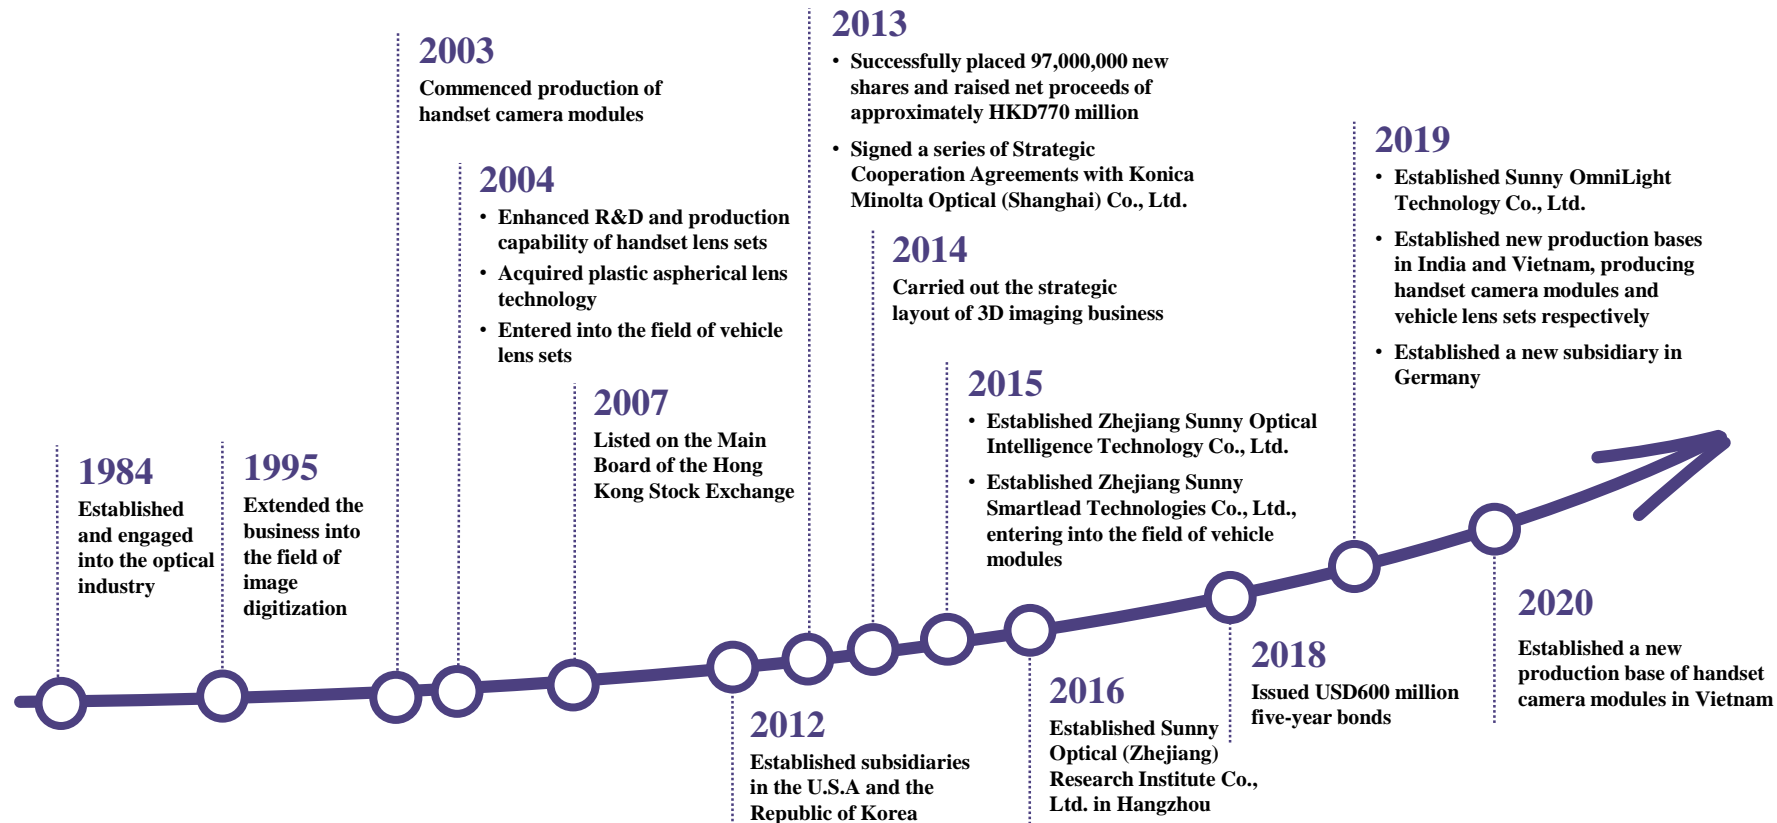 1984
Established
and engaged
into the optical
industry
1995
Extended the
business into
the field of
image
digitization
2003
Commenced production of
handset camera modules
2004
• Enhanced R&D and production
capability of handset lens sets
• Acquired plastic aspherical lens
technology
• Entered into the field of vehicle
lens sets
2007
Listed on the Main
Board of the Hong
Kong Stock Exchange
2012
Established subsidiaries
in the U.S.A and the
Republic of Korea
2013
• Successfully placed 97,000,000 new
shares and raised net proceeds of
approximately HKD770 million
• Signed a series of Strategic
Cooperation Agreements with Konica
Minolta Optical (Shanghai) Co., Ltd.
2014
Carried out the strategic
layout of 3D imaging business
2015
• Established Zhejiang Sunny Optical
Intelligence Technology Co., Ltd.
• Established Zhejiang Sunny
Smartlead Technologies Co., Ltd.,
entering into the field of vehicle
modules
2016
Established Sunny
Optical (Zhejiang)
Research Institute Co.,
Ltd. in Hangzhou
2018
Issued USD600 million
five-year bonds
2019
• Established Sunny OmniLight
Technology Co., Ltd.
• Established new production bases
in India and Vietnam, producing
handset camera modules and
vehicle lens sets respectively
• Established a new subsidiary in
Germany
2020
Established a new
production base of handset
camera modules in Vietnam